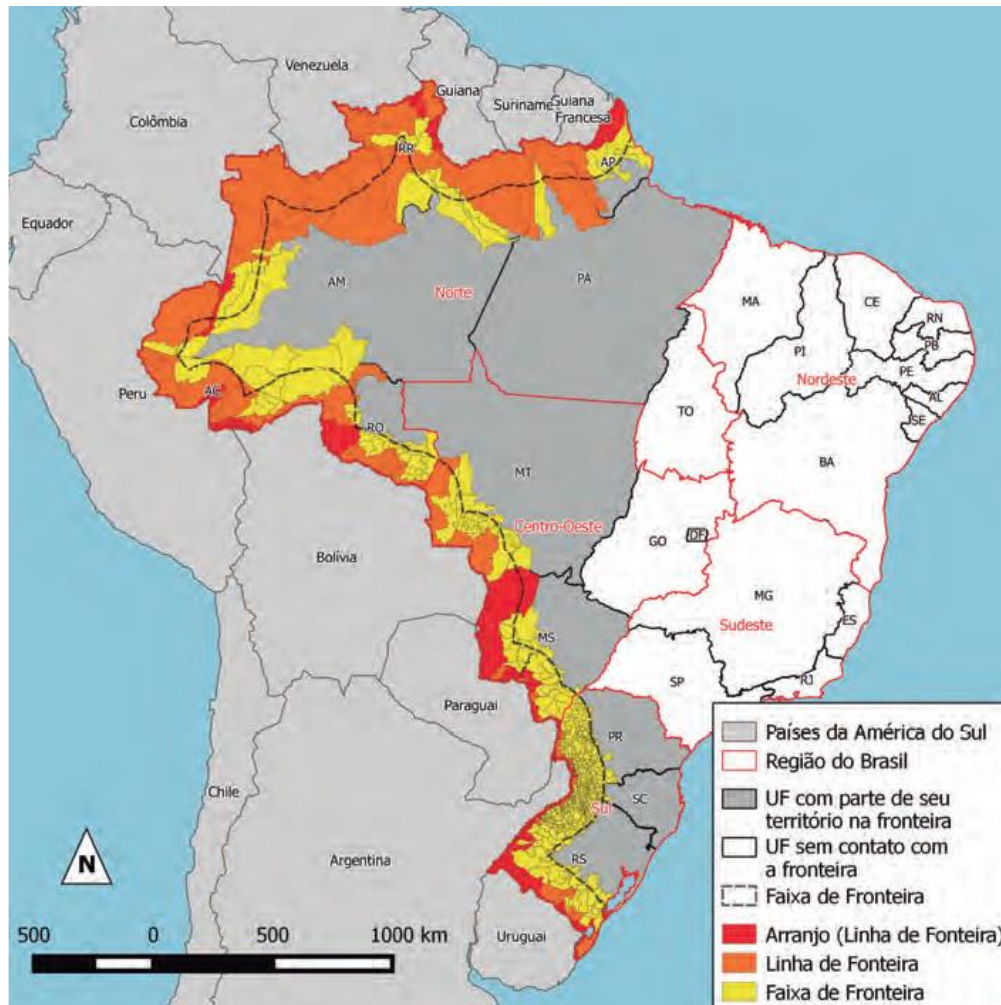 Venezuela
Guiana
Suriname
Guiana
Francesa
Colômbia
RR
AP
Equador
AM
Norte
PA
MA
CE
RN
PB
PI
PE
Nordeste
AL
SE
Peru
AC
TO
RO
BA
MT
Centro-Oeste
GO
DF
Bolívia
MG
ES
MS
Sudeste
SP
RJ
Paraguai
PR
Chile
SC
Sul
RS
Argentina
Uruguai
N
500
0
500
1000 km
Países da América do Sul
Região do Brasil
UF com parte de seu
território na fronteira
UF sem contato com
a fronteira
Faixa de Fronteira
Arranjo (Linha de Fonteira)
Linha de Fonteira
Faixa de Fronteira